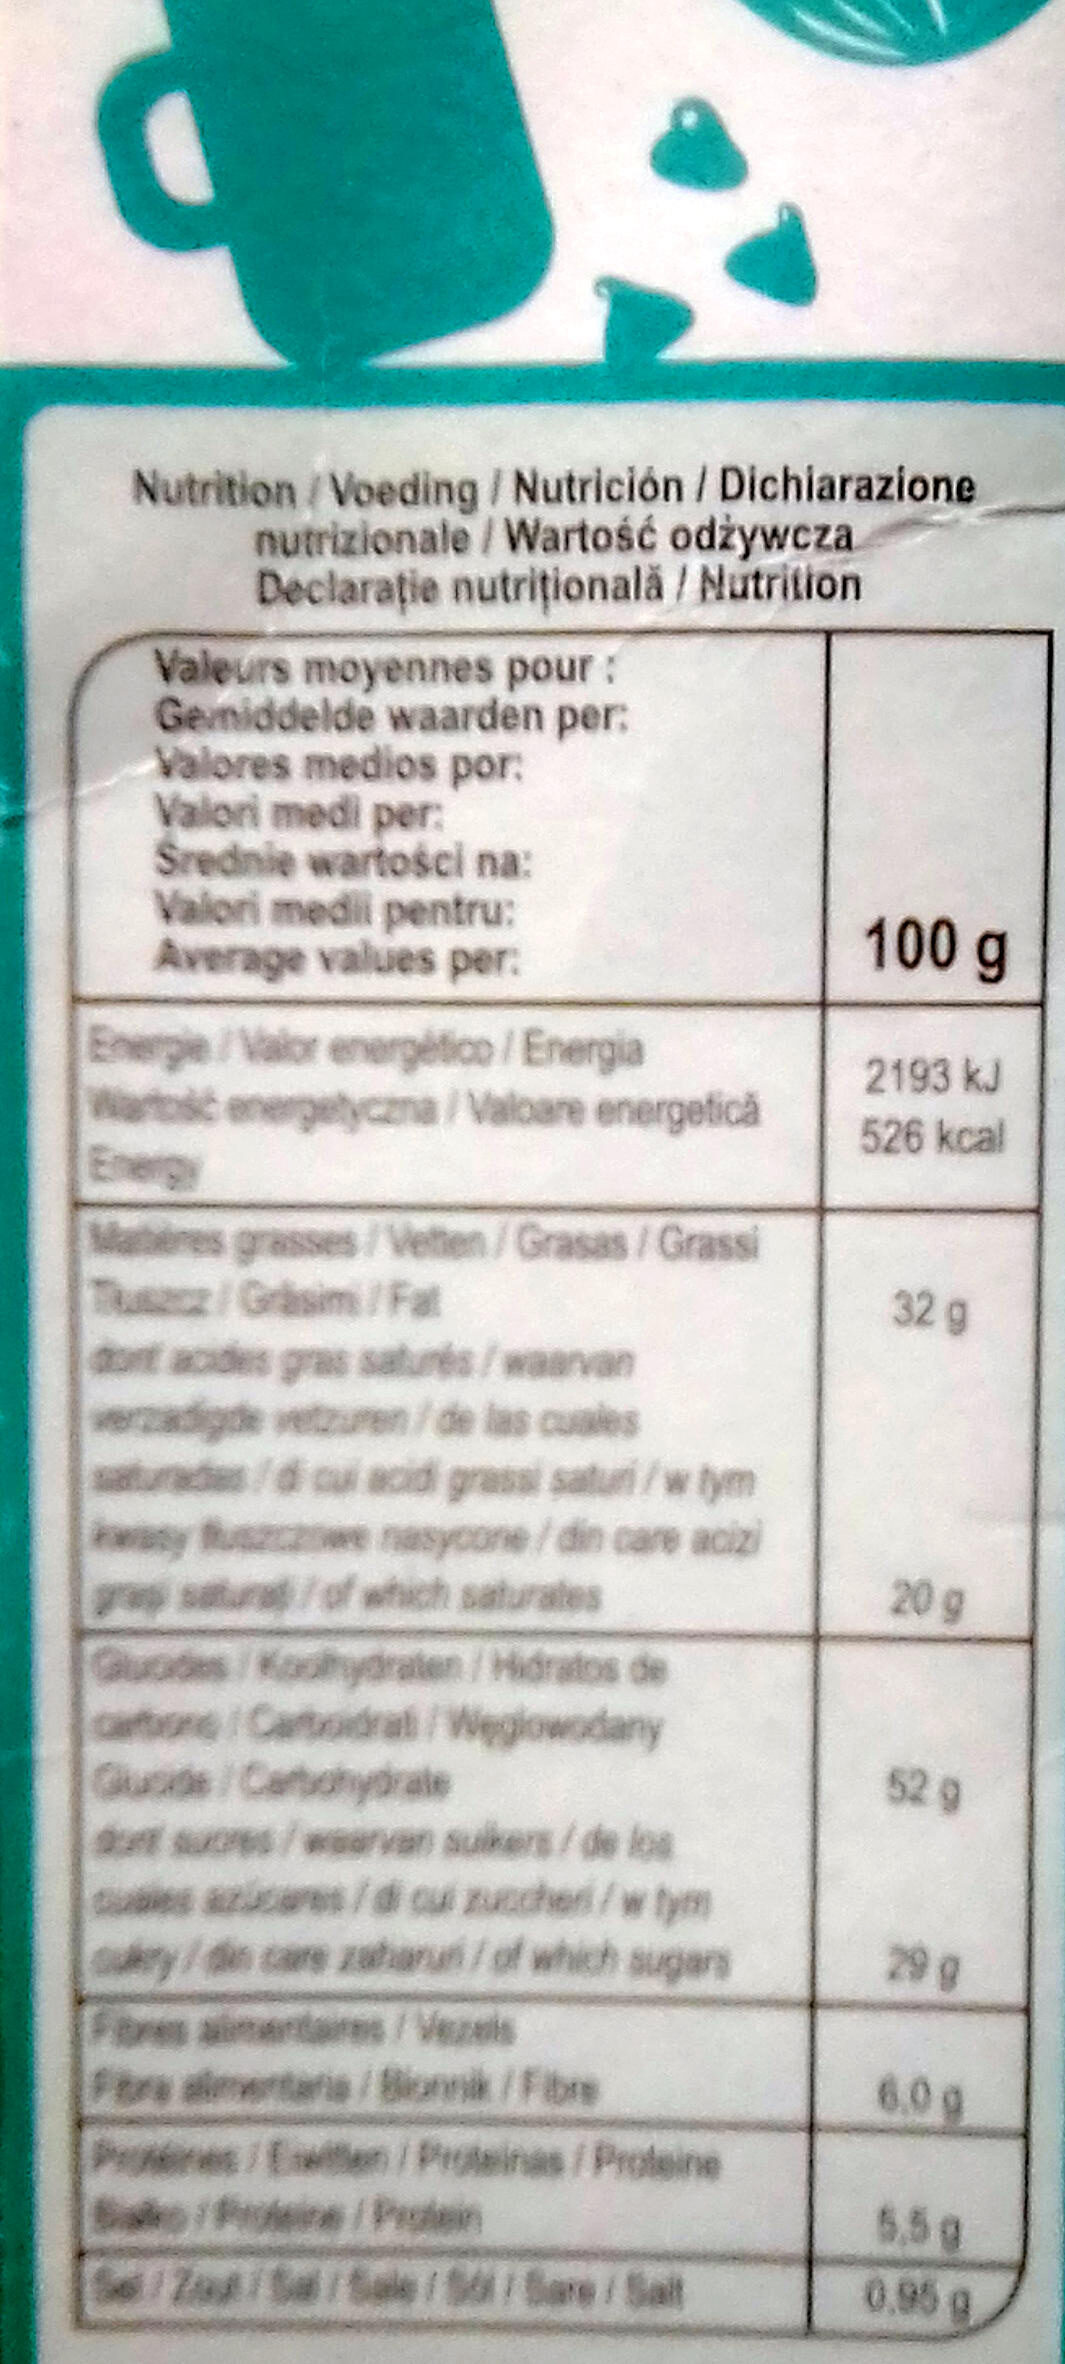 Nutrition / Voeding / Nutrición / Dichiarazione
nutrizionale / Wartość odżywcza
Declarație nutrițională / Nutrition
Valeurs moyennes pour :
Gemiddelde waarden per:
Valores medios por:
Valori medi per:
Średnie wartości na:
Valori medii pentru:
Average values per:
100 g
Energie / Valor energético / Energia
Wartość energetyczna / Valoare energetică
Energy
2193 kJ
526 kcal
Matières grasses / Vetten / Grasas / Grassi
Tłuszcz / Grăsimi / Fat
32 g
dont acides gras saturés / waarvan
verzadigde vetzuren / de las cuales
saturadas / di cui acidi grassi saturi / w tym
kwasy tłuszczowe nasycone / din care acizi
grași saturați / of which saturates
20 g
Glucides / Koolhydraten / Hidratos de
carbono / Carboidrati / Węglowodany
Glucide / Carbohydrate
52 g
dont sucres / waarvan suikers / de los
cuales azúcares / di cui zuccheri / w tym
cukry / din care zaharuri / of which sugars
29 g
Fibres alimentaires / Vezels
Fibra alimentaria / Błonnik / Fibre
6,0 g
Protéines / Eiwitten / Proteínas / Proteine
Białko / Proteine / Protein
5,5 g
Sel / Zout / Sal / Sale / Sól / Sare / Salt
0,95 g